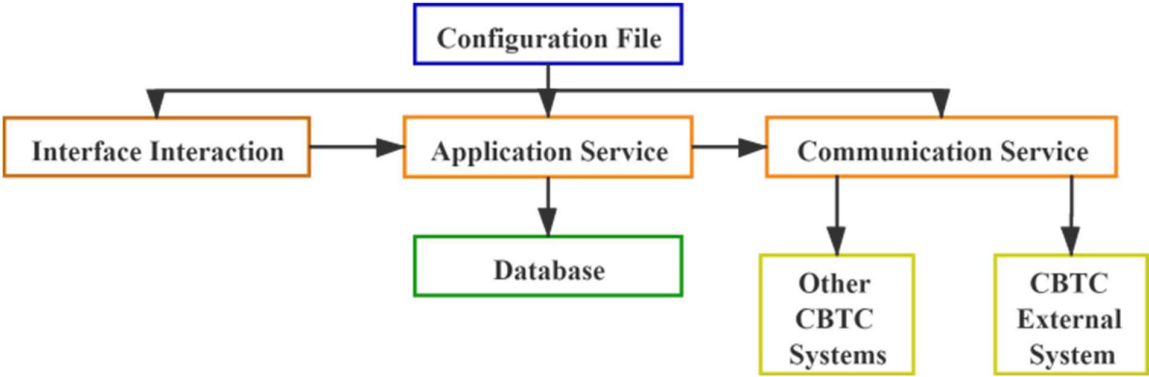 Configuration File
Interface Interaction
Application Service
Communication Service
Database
Other
CBTC
Systems
CBTC
External
System